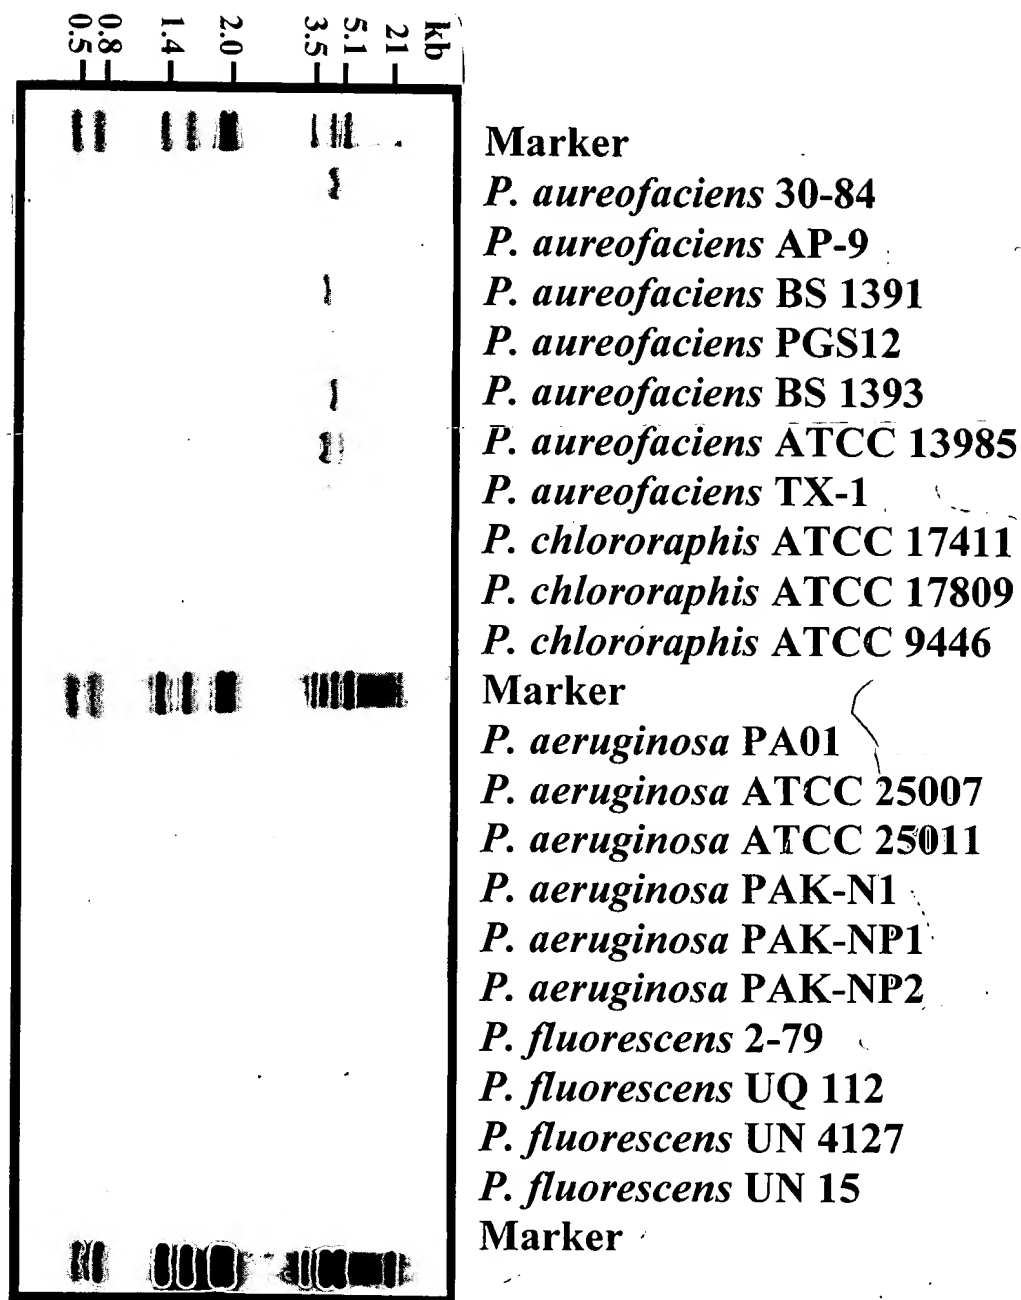 kb
21
5.1
3.5
2.0
1.4
0.8
0.5
Marker
P. aureofaciens 30-84
P. aureofaciens AP-9
P. aureofaciens BS 1391
P. aureofaciens PGS12
P. aureofaciens BS 1393
P. aureofaciens ATCC 13985
P. aureofaciens TX-1
P. chlororaphis ATCC 17411
P. chlororaphis ATCC 17809
P. chlororaphis ATCC 9446
Marker
P. aeruginosa PA01
P. aeruginosa ATCC 25007
P. aeruginosa ATCC 25011
P. aeruginosa PAK-N1
P. aeruginosa PAK-NP1
P. aeruginosa PAK-NP2
P. fluorescens 2-79
P. fluorescens UQ 112
P. fluorescens UN 4127
P. fluorescens UN 15
Marker